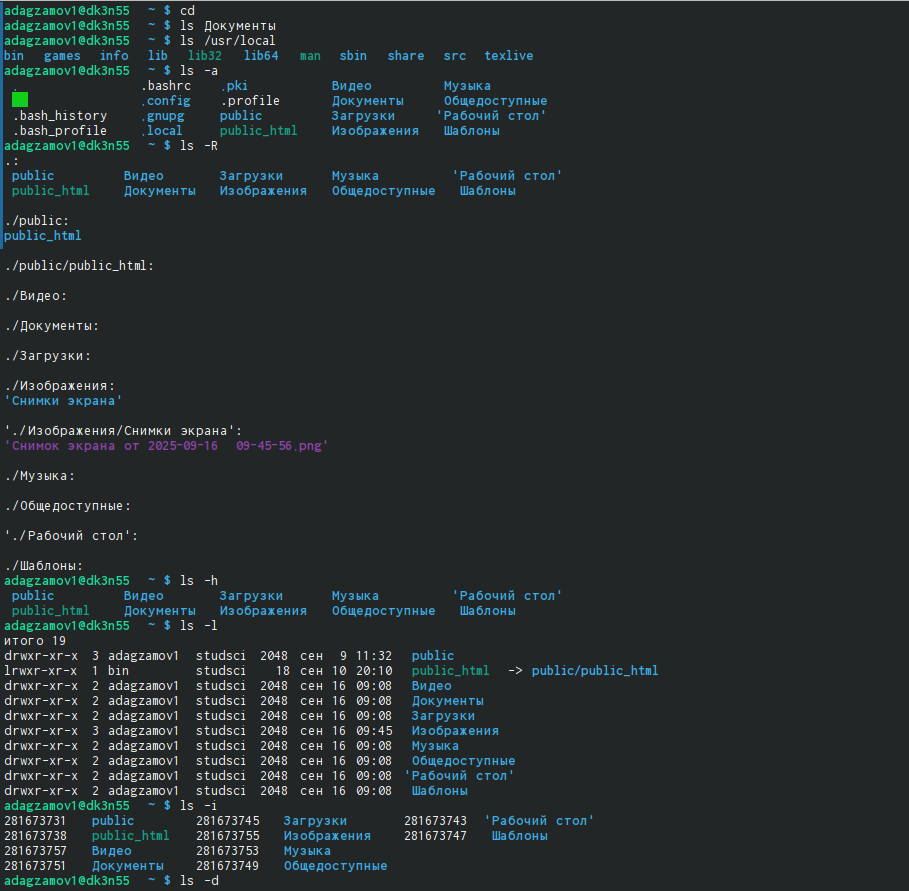 adagzamov1@dk3n55 ~ $ cd
adagzamov1@dk3n55 ~ $ ls Документы
adagzamov1@dk3n55 ~ $ ls /usr/local
bin games info lib lib32 lib64 man sbin share src texlive
adagzamov1@dk3n55 ~ $ ls -a
. .bashrc .pki Видео Музыка
.config .profile Документы Общедоступные
.bash_history .gnupg public Загрузки 'Рабочий стол'
.bash_profile .local public_html Изображения Шаблоны
adagzamov1@dk3n55 ~ $ ls -R
.:
public Видео Загрузки Музыка 'Рабочий стол'
public_html Документы Изображения Общедоступные Шаблоны
./public:
public_html
./public/public_html:
./Видео:
./Документы:
./Загрузки:
./Изображения:
'Снимки экрана'
'./Изображения/Снимки экрана':
'Снимок экрана от 2025-09-16 09-45-56.png'
./Музыка:
./Общедоступные:
'./Рабочий стол':
./Шаблоны:
adagzamov1@dk3n55 ~ $ ls -h
public Видео Загрузки Музыка 'Рабочий стол'
public_html Документы Изображения Общедоступные Шаблоны
adagzamov1@dk3n55 ~ $ ls -l
итого 19
drwxr-xr-x 3 adagzamov1 studsci 2048 сен 9 11:32 public
lrwxr-xr-x 1 bin studsci 18 сен 10 20:10 public_html -> public/public_html
drwxr-xr-x 2 adagzamov1 studsci 2048 сен 16 09:08 Видео
drwxr-xr-x 2 adagzamov1 studsci 2048 сен 16 09:08 Документы
drwxr-xr-x 2 adagzamov1 studsci 2048 сен 16 09:08 Загрузки
drwxr-xr-x 3 adagzamov1 studsci 2048 сен 16 09:45 Изображения
drwxr-xr-x 2 adagzamov1 studsci 2048 сен 16 09:08 Музыка
drwxr-xr-x 2 adagzamov1 studsci 2048 сен 16 09:08 Общедоступные
drwxr-xr-x 2 adagzamov1 studsci 2048 сен 16 09:08 'Рабочий стол'
drwxr-xr-x 2 adagzamov1 studsci 2048 сен 16 09:08 Шаблоны
adagzamov1@dk3n55 ~ $ ls -i
281673731 public 281673745 Загрузки 281673743 'Рабочий стол'
281673738 public_html 281673755 Изображения 281673747 Шаблоны
281673757 Видео 281673753 Музыка
281673751 Документы 281673749 Общедоступные
adagzamov1@dk3n55 ~ $ ls -d